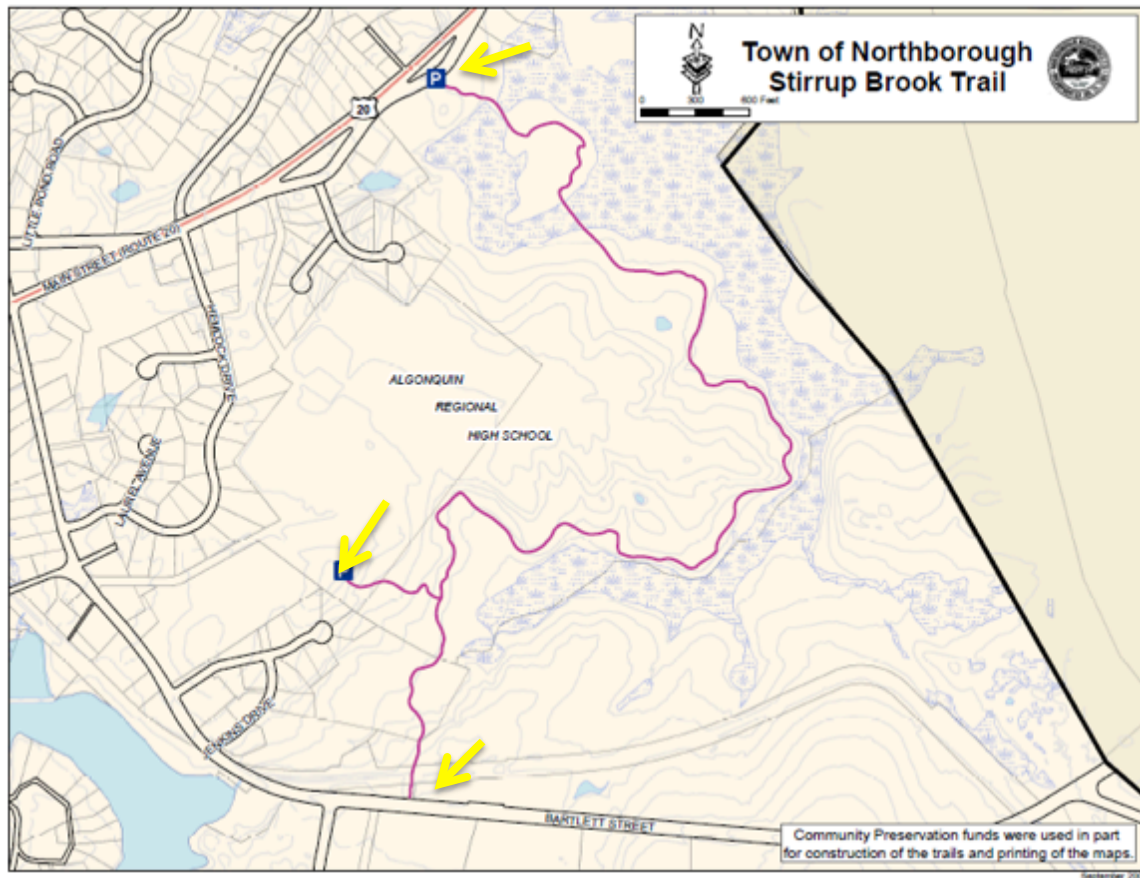 N
Town of Northborough
Stirrup Brook Trail
0 300 600 Feet
P
20
LITTLE POND ROAD
MAIN STREET (ROUTE 20)
HEMLOCK DRIVE
ALGONQUIN
REGIONAL
HIGH SCHOOL
LAUREL AVENUE
JENKINS DRIVE
BARTLETT STREET
Community Preservation funds were used in part
for construction of the trails and printing of the maps.
September